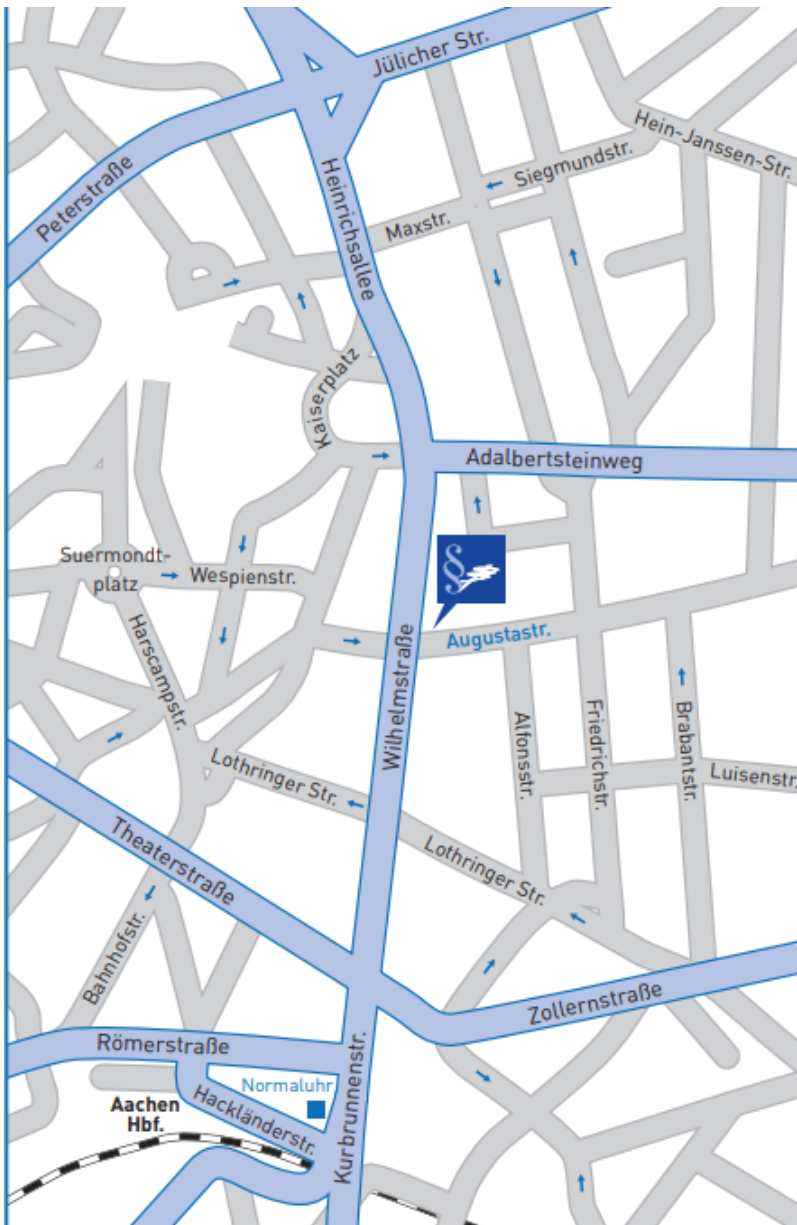 Jülicher Str.
Hein-Janssen-Str.
Peterstraße
Siegmundstr.
Heinrichsallee
Maxstr.
Kaiserplatz
Adalbertsteinweg
§
Suermondt-
platz
Wespienstr.
Harscampstr.
Augustastr.
Wilhelmstraße
Alfonsstr.
Friedrichstr.
Brabantstr.
Lothringer Str.
Luisenstr.
Theaterstraße
Lothringer Str.
Bahnhofstr.
Zollernstraße
Römerstraße
Normaluhr
Hackländerstr.
Aachen
Hbf.
Kurbrunnenstr.